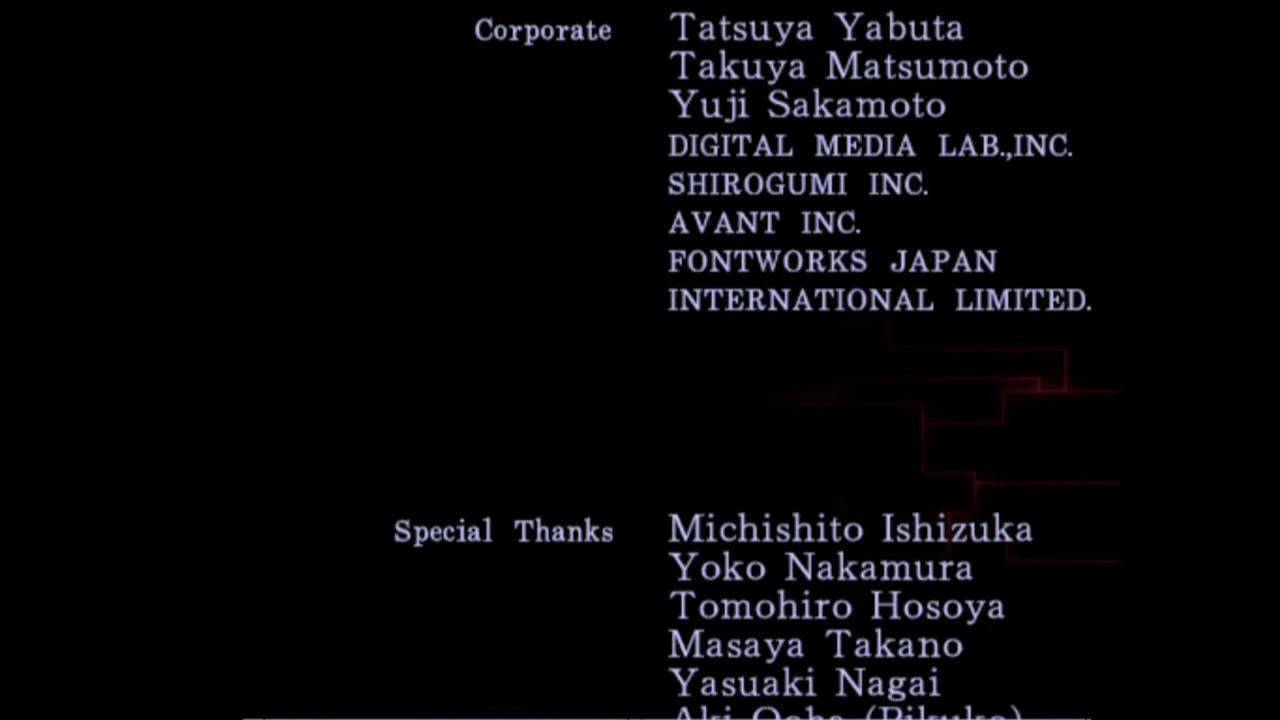 Corporate Tatsuya Yabuta
Takuya Matsumoto
Yuji Sakamoto
DIGITAL MEDIA LAB.,INC.
SHIROGUMI INC.
AVANT INC.
FONTWORKS JAPAN
INTERNATIONAL LIMITED.
Special Thanks Michishito Ishizuka
Yoko Nakamura
Tomohiro Hosoya
Masaya Takano
Yasuaki Nagai